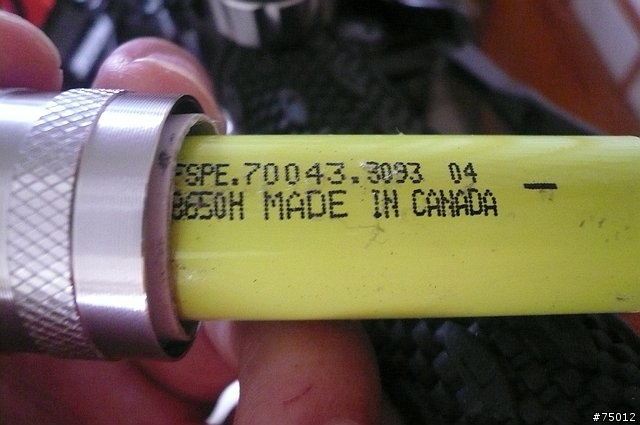 FSPE.70043.3093 04 –
8650H MADE IN CANADA
#75012